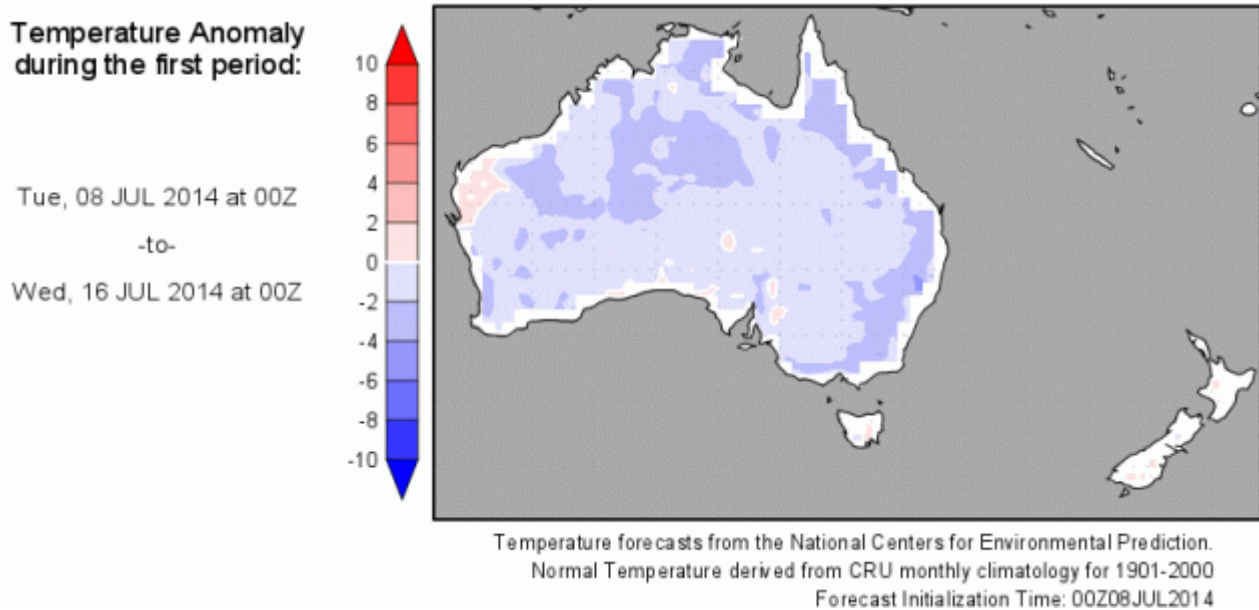 Temperature Anomaly
during the first period:
Tue, 08 JUL 2014 at 00Z
-to-
Wed, 16 JUL 2014 at 00Z
10
8
6
4
2
0
-2
-4
-6
-8
-10
Temperature forecasts from the National Centers for Environmental Prediction.
Normal Temperature derived from CRU monthly climatology for 1901-2000
Forecast Initialization Time: 00Z08JUL2014